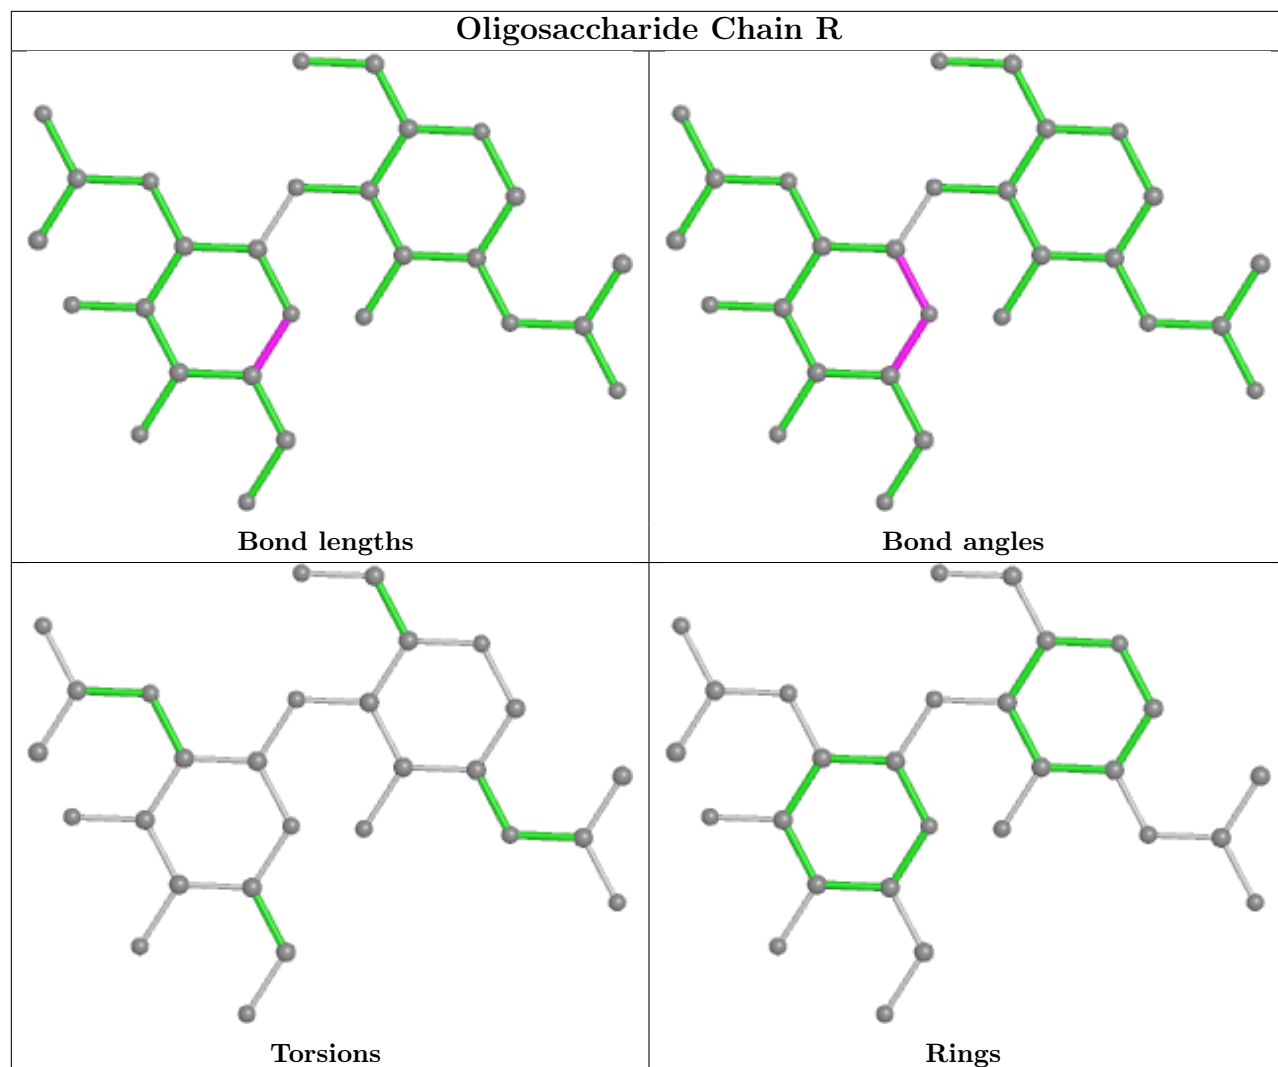 Oligosaccharide Chain R
Bond lengths
Bond angles
Torsions
Rings